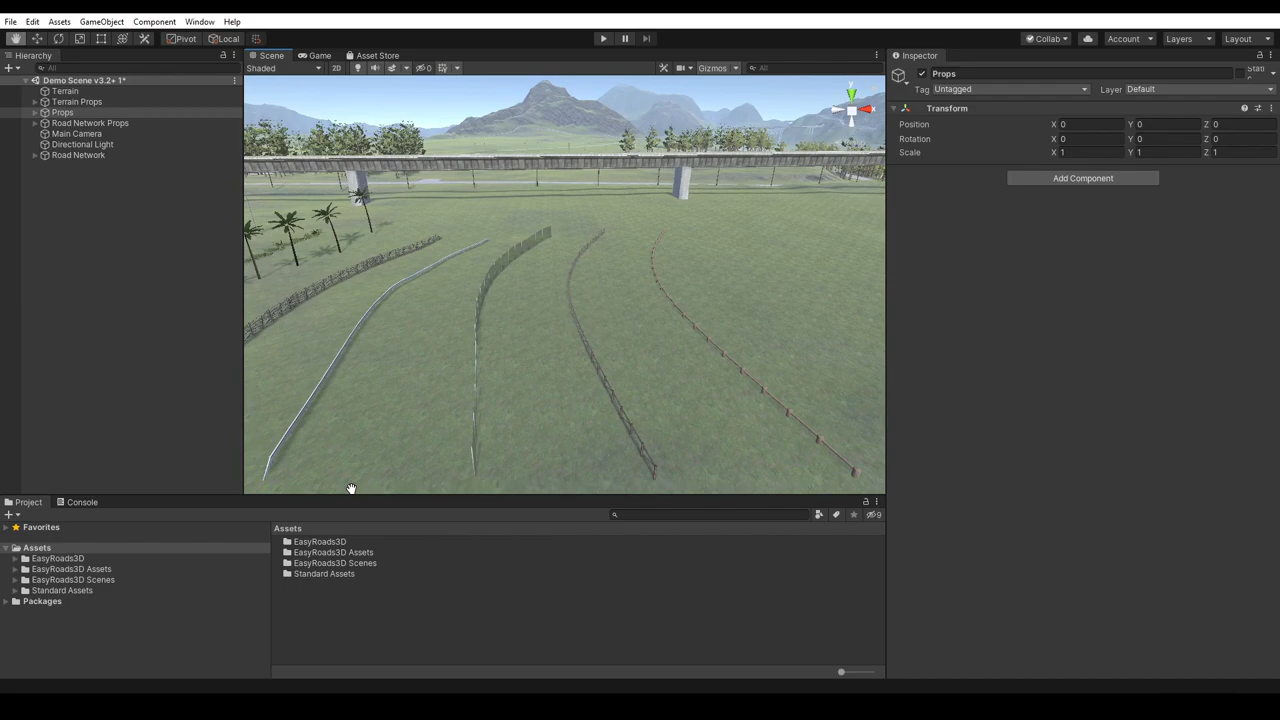 File Edit Assets GameObject Component Window Help
Pivot Local Collab Account Layers Layout
Hierarchy
All
Demo Scene v3.2+ 1*
Terrain
Terrain Props
Props
Road Network Props
Main Camera
Directional Light
Road Network
Scene Game Asset Store
Shaded 2D 0 Gizmos All
y
x
Inspector
Props Stati
c
Tag Untagged Layer Default
Transform
Position X 0 Y 0 Z 0
Rotation X 0 Y 0 Z 0
Scale X 1 Y 1 Z 1
Add Component
Project Console
9
Favorites
Assets
EasyRoads3D
EasyRoads3D Assets
EasyRoads3D Scenes
Standard Assets
Packages
Assets
EasyRoads3D
EasyRoads3D Assets
EasyRoads3D Scenes
Standard Assets